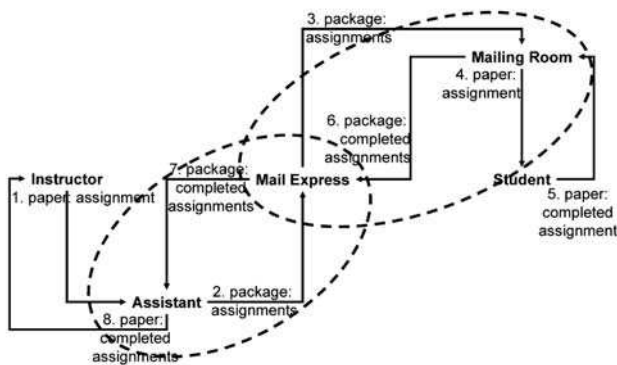 3. package:
assignments
Mailing Room
4. paper:
assignment
6. package:
completed
assignments
7. package:
completed
assignments
Mail Express
Instructor
1. paper: assignment
Student
5. paper:
completed
assignment
Assistant
2. package:
assignments
8. paper:
completed
assignments